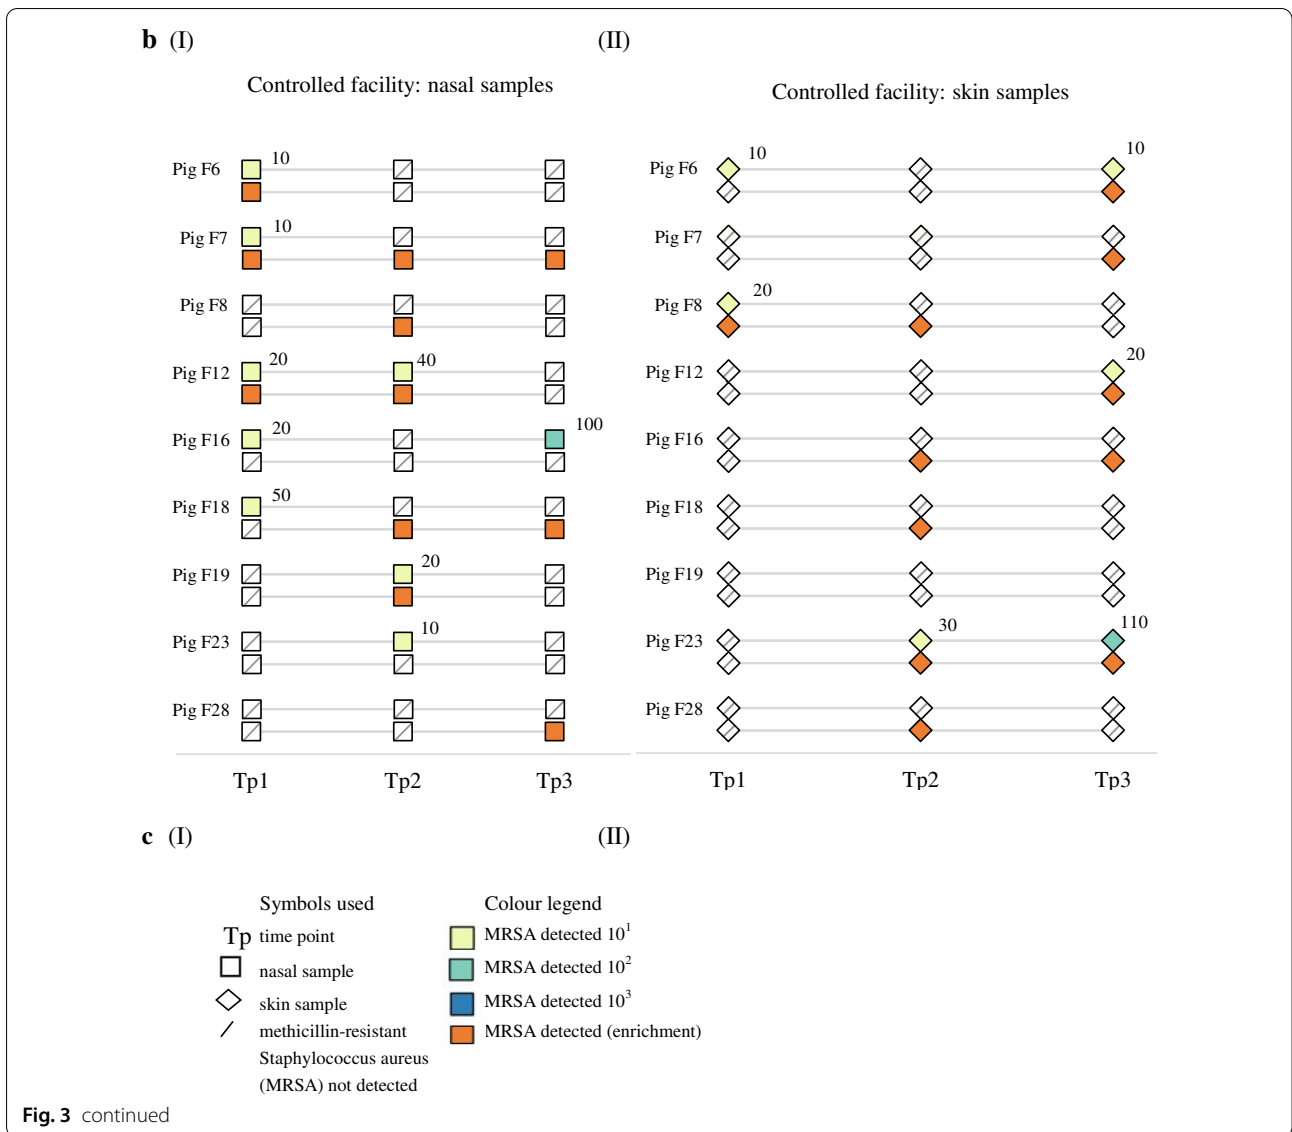 b (I)
(II)
Controlled facility: nasal samples
Controlled facility: skin samples
Pig F6 10
Pig F7 10
Pig F8
Pig F12 20 40
Pig F16 20 100
Pig F18 50
Pig F19 20
Pig F23 10
Pig F28
Tp1 Tp2 Tp3
Pig F6 10 10
Pig F7
Pig F8 20
Pig F12 20
Pig F16
Pig F18
Pig F19
Pig F23 30 110
Pig F28
Tp1 Tp2 Tp3
c (I)
(II)
Symbols used
Tp time point
nasal sample
skin sample
methicillin-resistant
Staphylococcus aureus
(MRSA) not detected
Colour legend
MRSA detected 10¹
MRSA detected 10²
MRSA detected 10³
MRSA detected (enrichment)
Fig. 3 continued